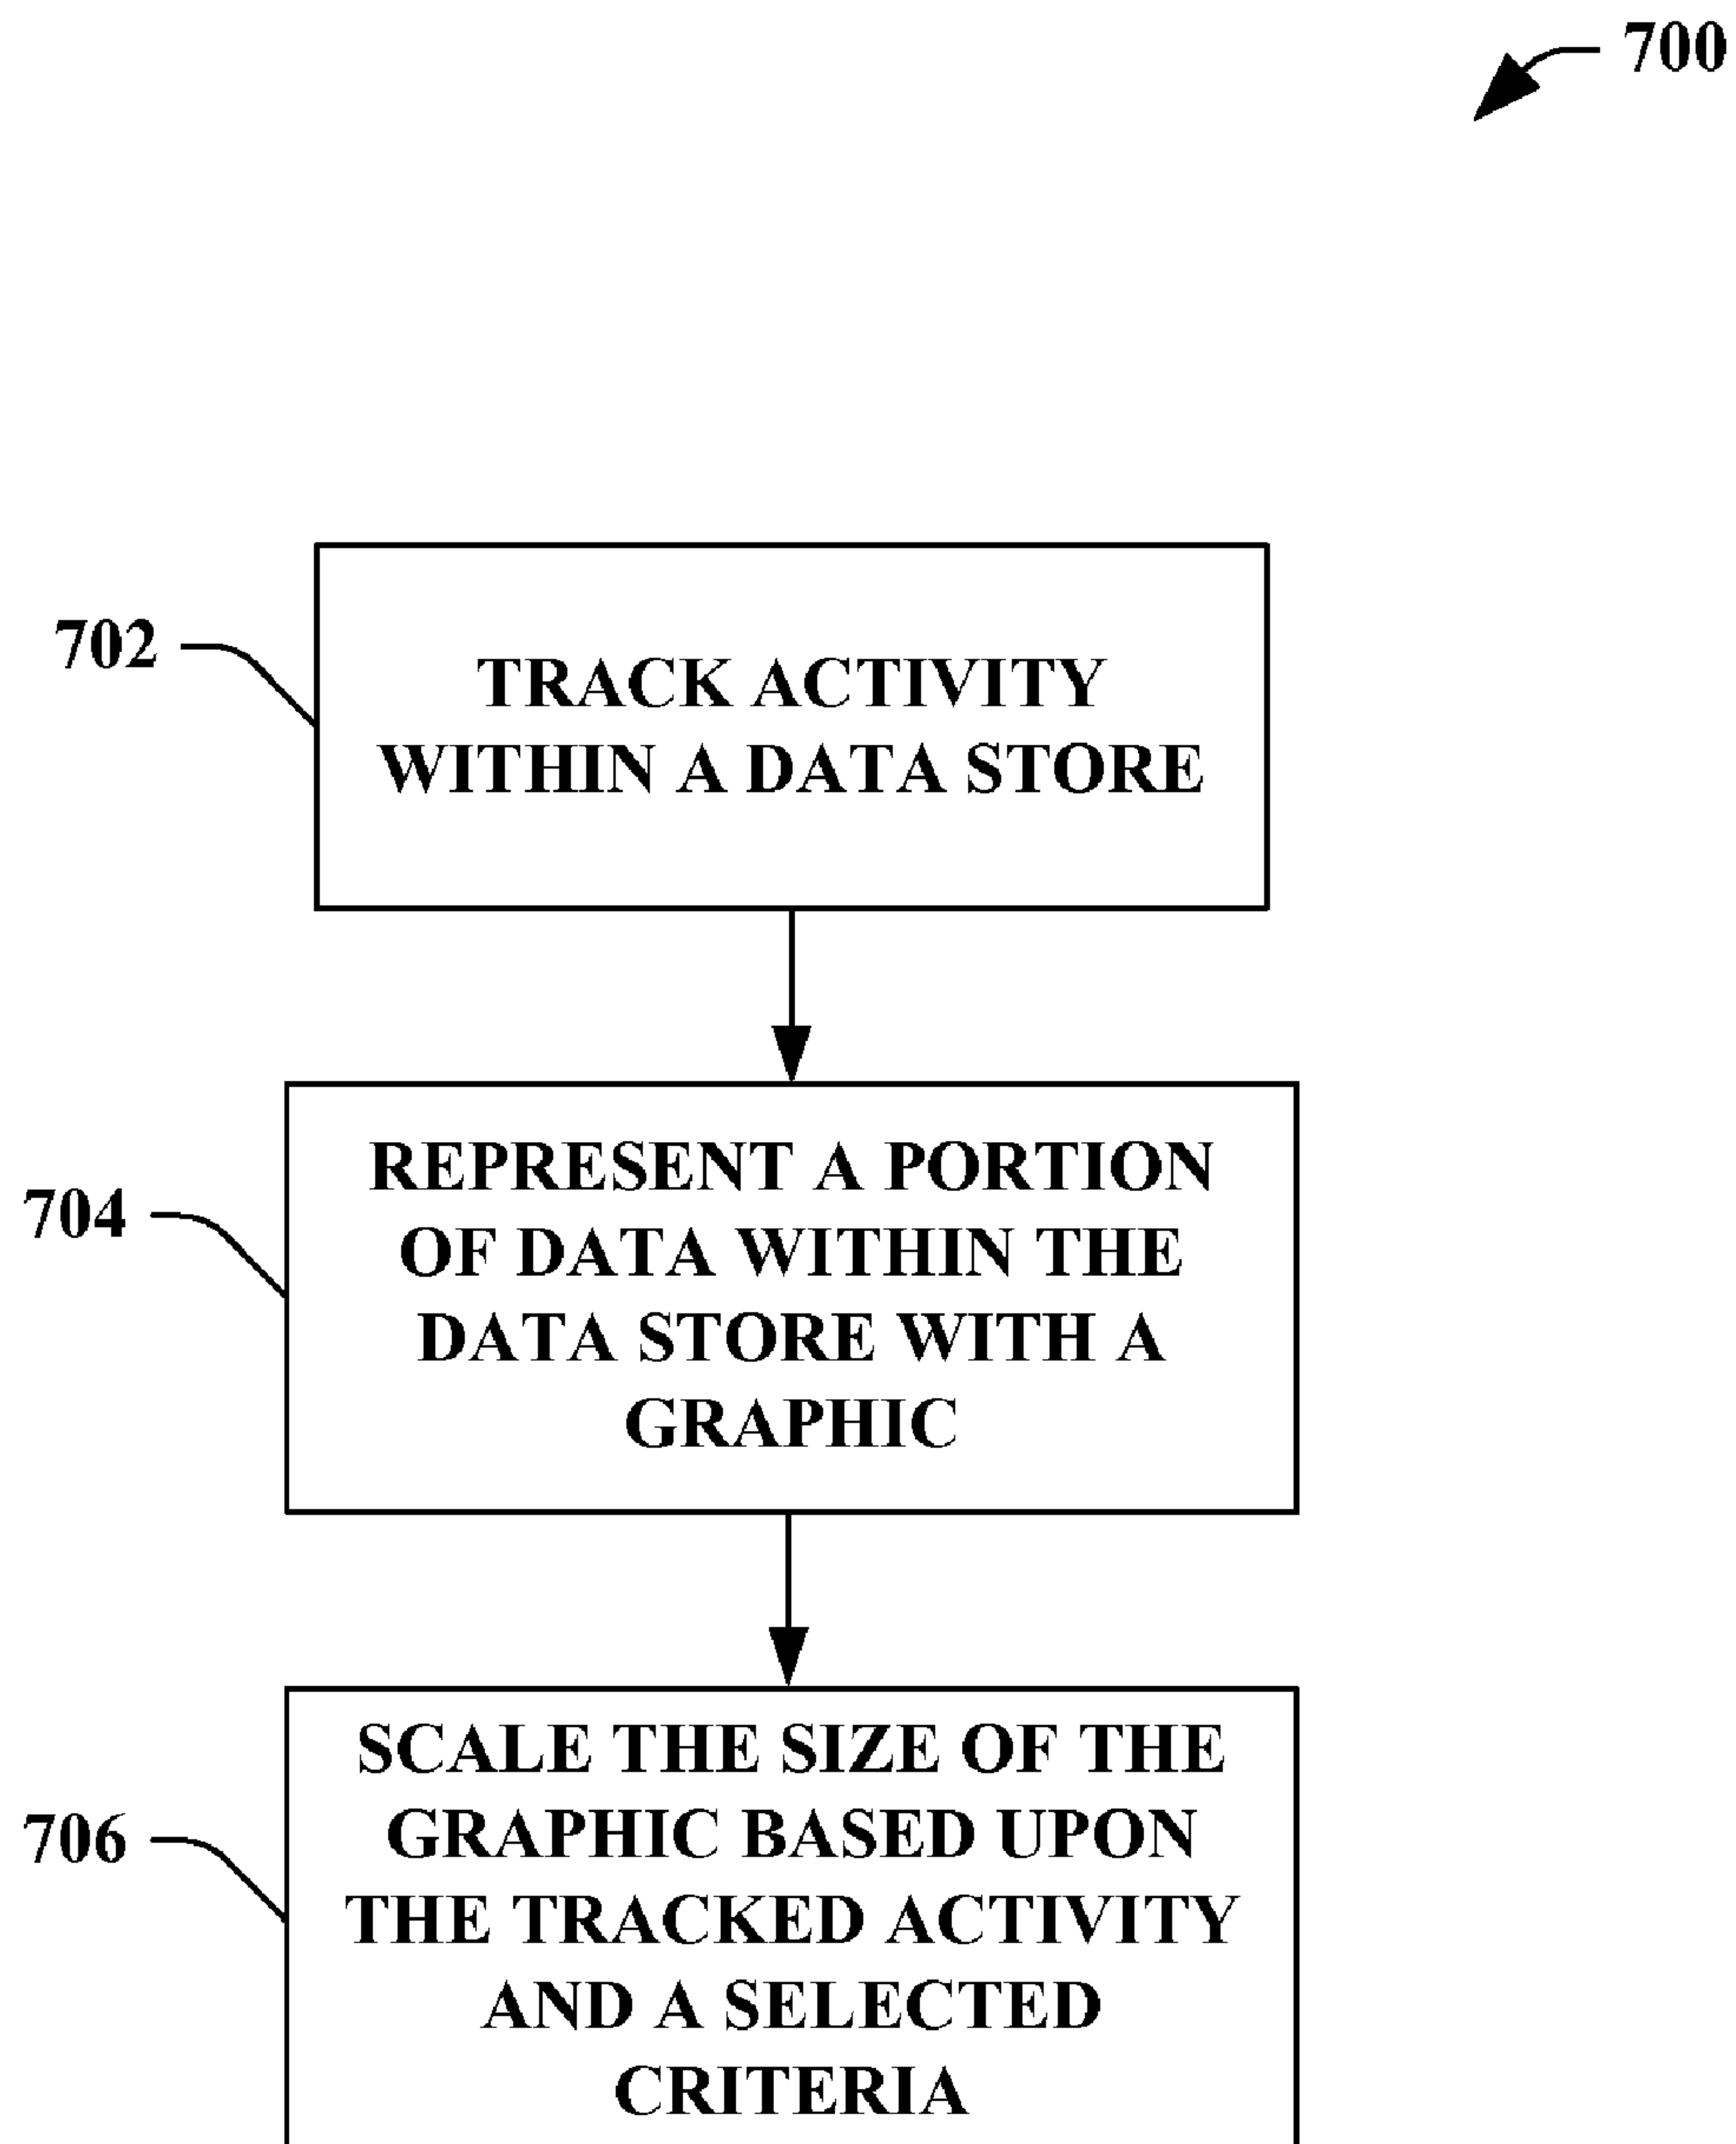 700
702
TRACK ACTIVITY
WITHIN A DATA STORE
704
REPRESENT A PORTION
OF DATA WITHIN THE
DATA STORE WITH A
GRAPHIC
706
SCALE THE SIZE OF THE
GRAPHIC BASED UPON
THE TRACKED ACTIVITY
AND A SELECTED
CRITERIA